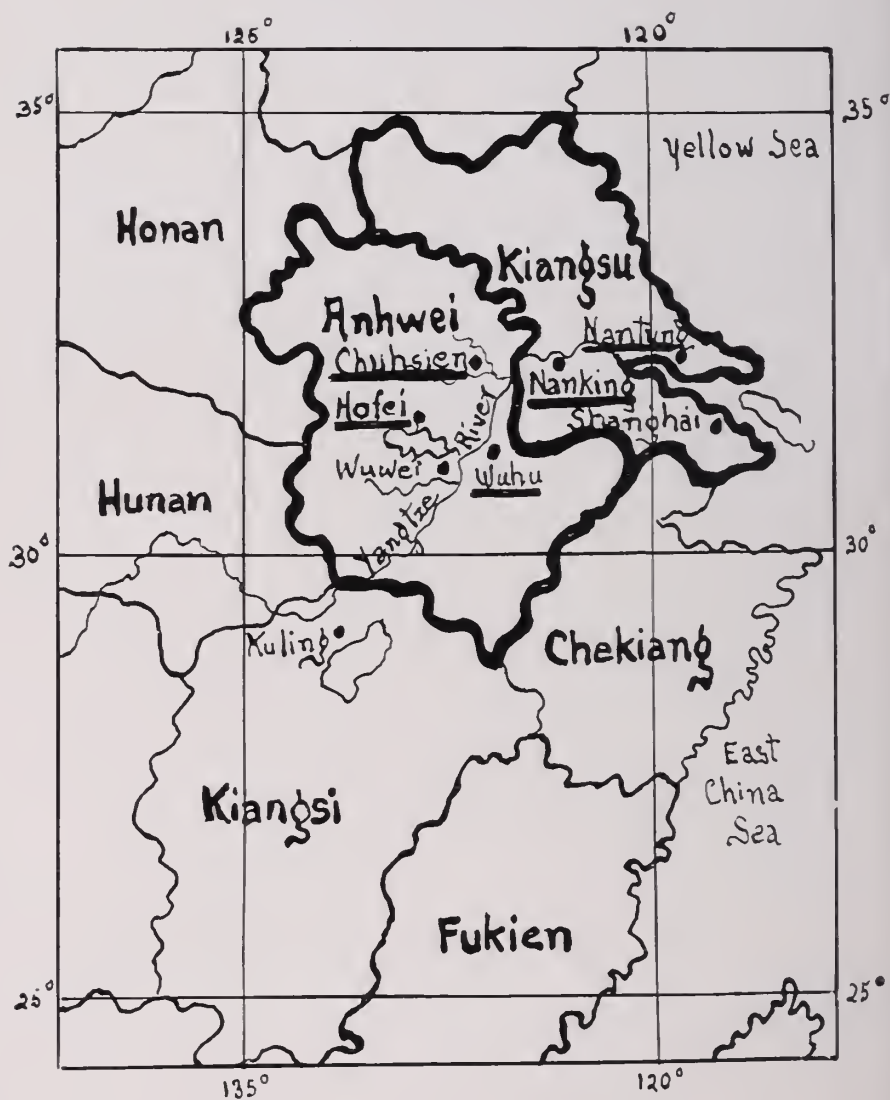 125° 120°
35° 35°
Yellow Sea
Honan
Kiangsu
Anhwei
Nantung
Chuhsien
Nanking
Hofei
Shanghai
River
Wuwei
Wuhu
Hunan
Yangtze
30° 30°
Kuling
Chekiang
East
China
Sea
Kiangsi
Fukien
25° 25°
135° 120°